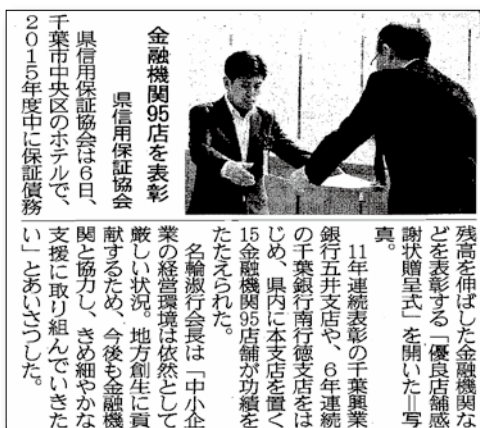 金融機関95店を表彰
県信用保証協会
　県信用保証協会は6日、
千葉市中央区のホテルで、
2015年度中に保証債務
残高を伸ばした金融機関な
どを表彰する「優良店舗感
謝状贈呈式」を開いた＝写
真。
　11年連続表彰の千葉興業
銀行五井支店や、6年連続
の千葉銀行南行徳支店をは
じめ、県内に本支店を置く
15金融機関95店舗が功績を
たたえられた。
　名輪淑行会長は「中小企
業の経営環境は依然として
厳しい状況。地方創生に貢
献するため、今後も金融機
関と協力し、きめ細やかな
支援に取り組んでいきた
い」とあいさつした。